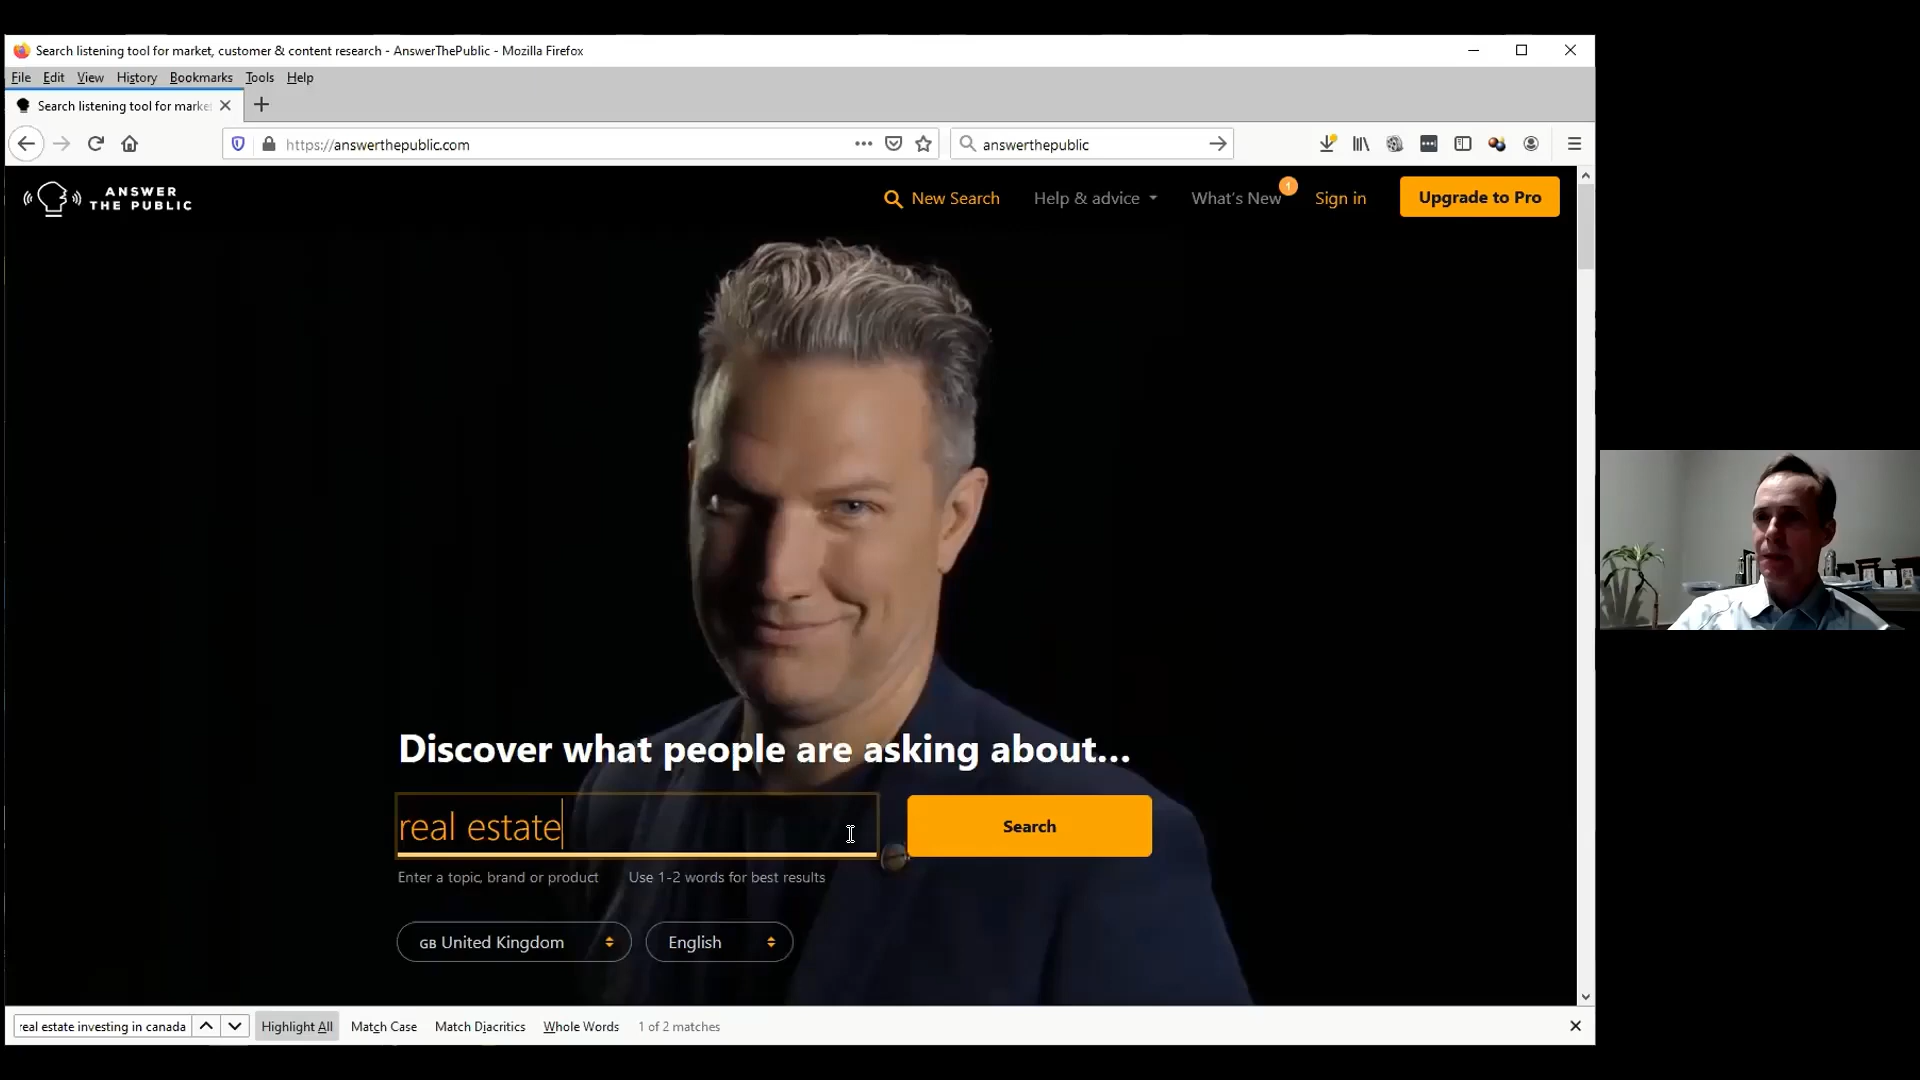 Search listening tool for market, customer & content research - AnswerThePublic - Mozilla Firefox
File Edit View History Bookmarks Tools Help
Search listening tool for marke
https://answerthepublic.com
answerthepublic
ANSWER
THE PUBLIC
New Search
Help & advice
What's New
1
Sign in
Upgrade to Pro
Discover what people are asking about...
real estate
Search
Enter a topic, brand or product
Use 1-2 words for best results
GB United Kingdom
English
real estate investing in canada
Highlight All
Match Case
Match Diacritics
Whole Words
1 of 2 matches